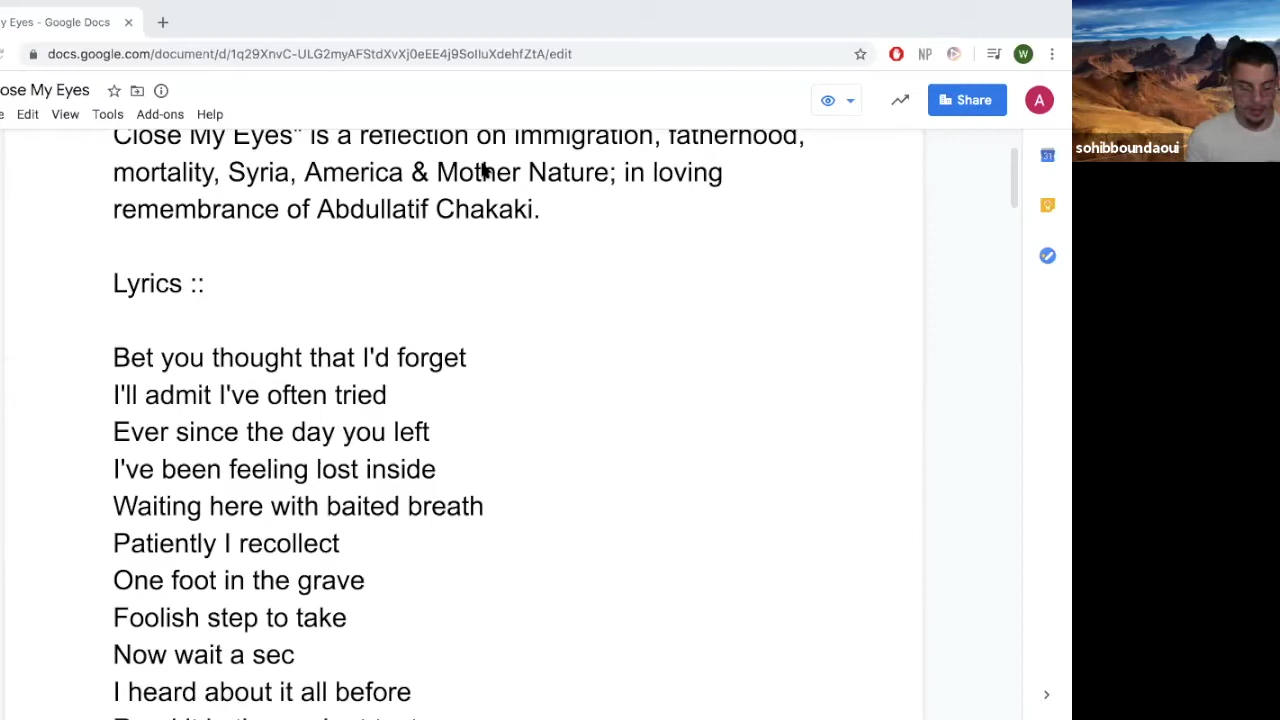 y Eyes - Google Docs
docs.google.com/document/d/1q29XnvC-ULG2myAFStdXvXj0eEE4j9SolluXdehfZtA/edit
NP
W
ose My Eyes
e Edit View Tools Add-ons Help
Share
A
sohibboundaoui
31
Close My Eyes" is a reflection on immigration, fatherhood,
mortality, Syria, America & Mother Nature; in loving
remembrance of Abdullatif Chakaki.
Lyrics ::
Bet you thought that I'd forget
I'll admit I've often tried
Ever since the day you left
I've been feeling lost inside
Waiting here with baited breath
Patiently I recollect
One foot in the grave
Foolish step to take
Now wait a sec
I heard about it all before